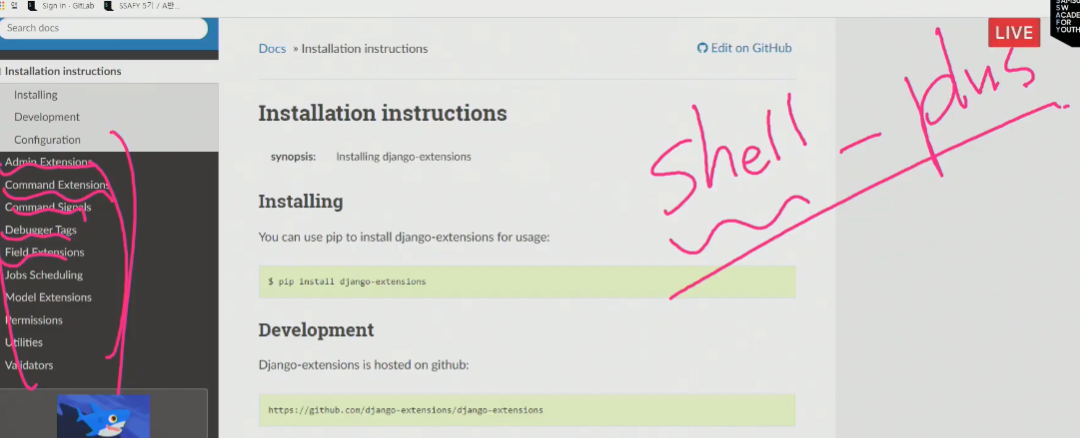 앱 Sign in · GitLab SSAFY 5기 / A반...
Search docs
Installation instructions
Installing
Development
Configuration
Admin Extensions
Command Extensions
Command Signals
Debugger Tags
Field Extensions
Jobs Scheduling
Model Extensions
Permissions
Utilities
Validators
Docs » Installation instructions
Edit on GitHub
Installation instructions
synopsis: Installing django-extensions
Installing
You can use pip to install django-extensions for usage:
$ pip install django-extensions
Development
Django-extensions is hosted on github:
https://github.com/django-extensions/django-extensions
shell - plus
LIVE
SW
ACADE
FOR
YOUTH